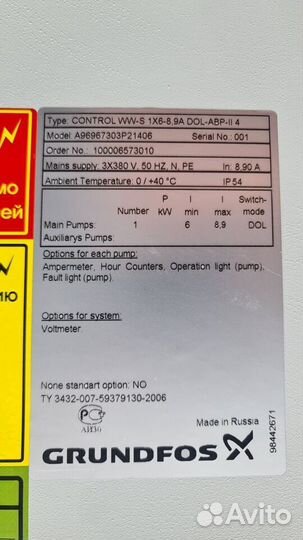 Type: CONTROL WW-S 1X6-8,9A DOL-ABP-II 4
Model: A96967303P21406 Serial No.: 001
Order No.: 100006573010
Mains supply: 3X380 V, 50 HZ, N, PE In: 8,90 A
Ambient Temperature: 0 / +40 °C IP 54
P I I Switch-
Number kW min max mode
Main Pumps: 1 6 8,9 DOL
Auxiliarys Pumps:
Options for each pump:
Ampermeter, Hour Counters, Operation light (pump).
Fault light (pump).
Options for system:
Voltmeter.
None standart option: NO
ТУ 3432-007-59379130-2006
АИ30
Made in Russia
GRUNDFOS
98442671
мо
ей
ию
Avito